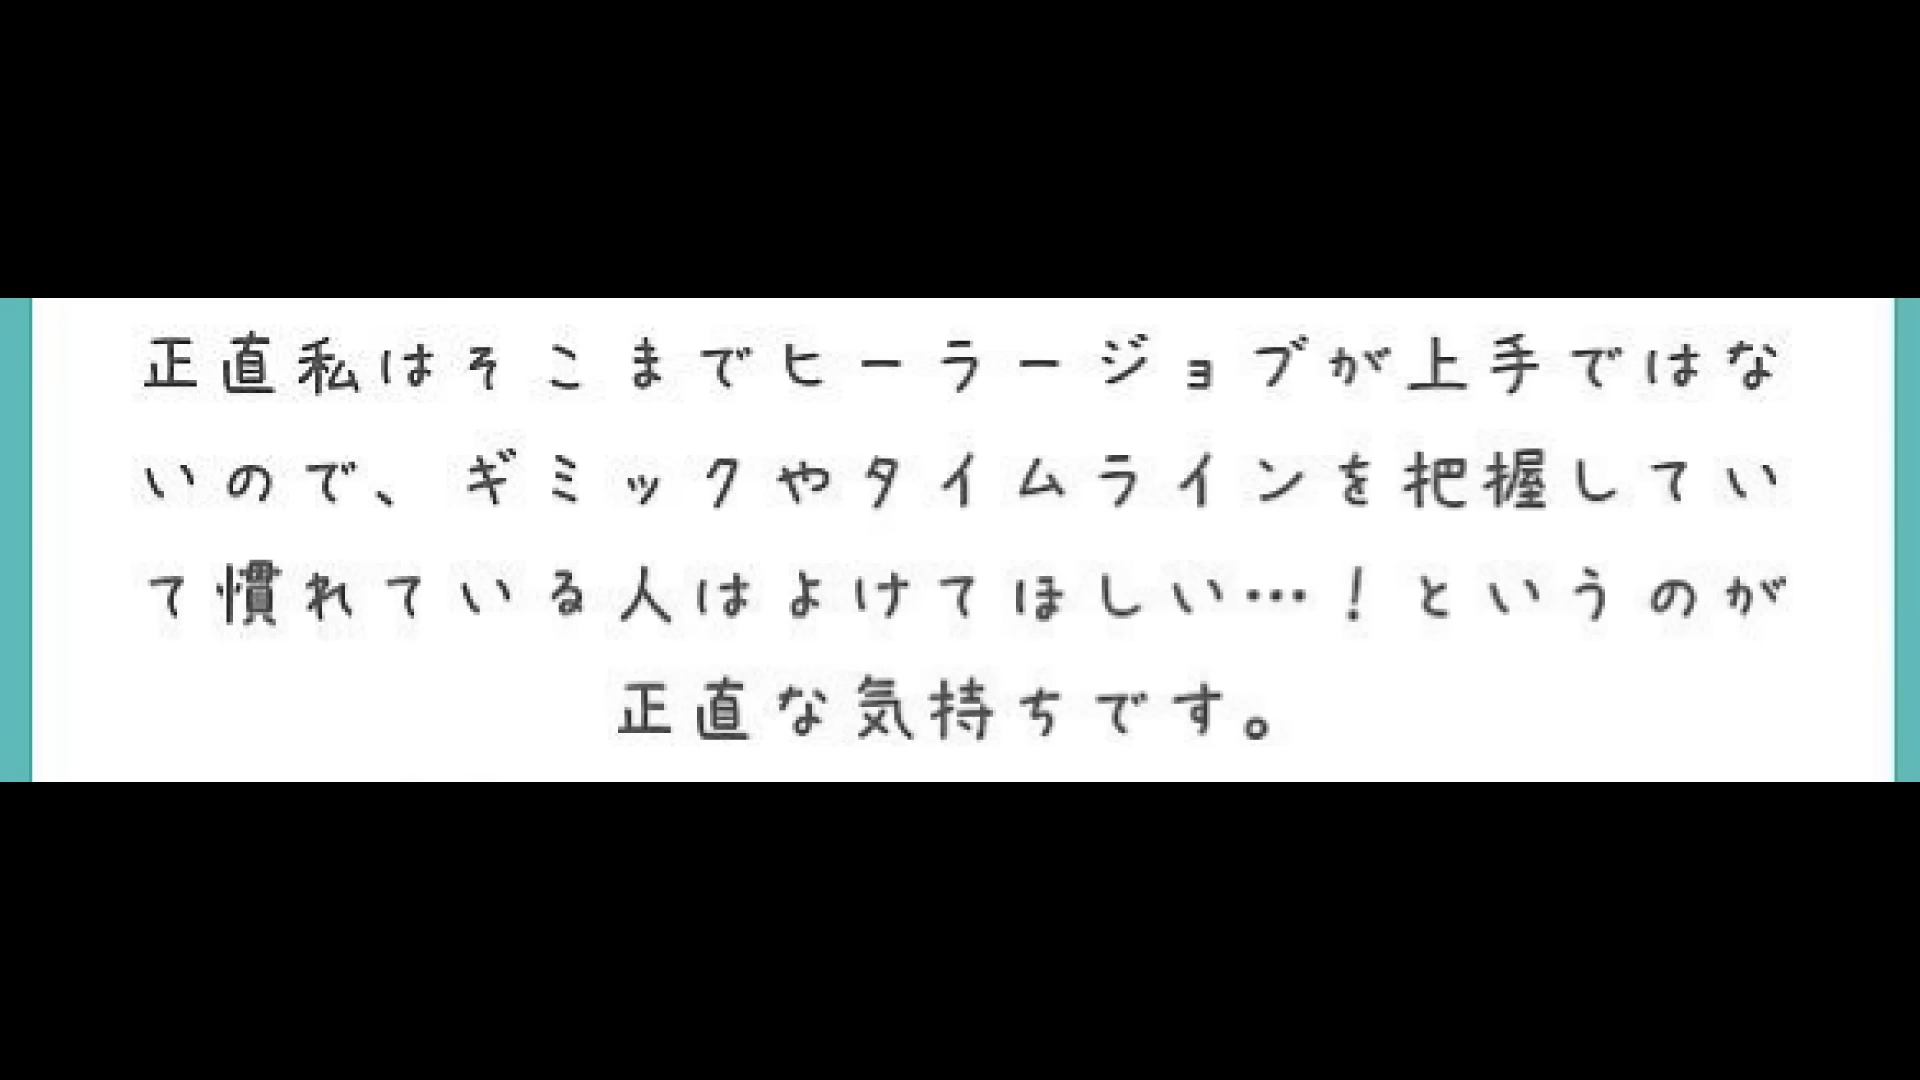 正直私はそこまでヒーラージョブが上手ではな
いので、ギミックやタイムラインを把握してい
て慣れている人はよけてほしい…！というのが
正直な気持ちです。